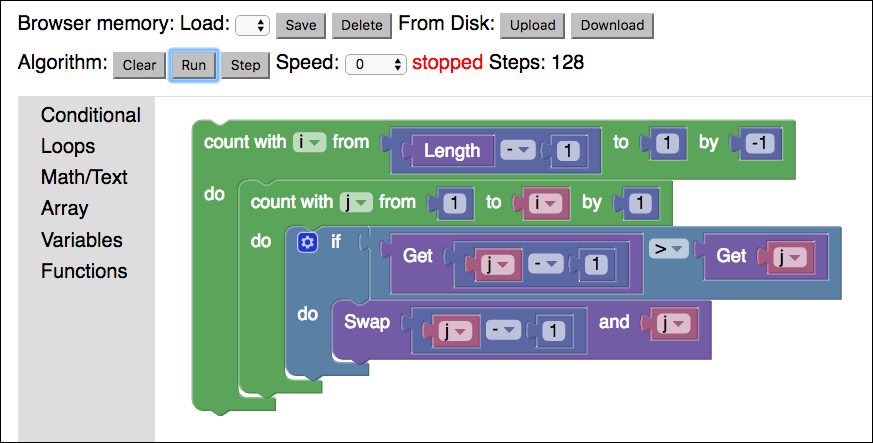 Browser memory: Load: Save Delete From Disk: Upload Download
Algorithm: Clear Run Step Speed: 0 stopped Steps: 128
Conditional
Loops
Math/Text
Array
Variables
Functions
count with i from Length - 1 to 1 by -1
do count with j from 1 to i by 1
do if Get j - 1 > Get j
do Swap j - 1 and j